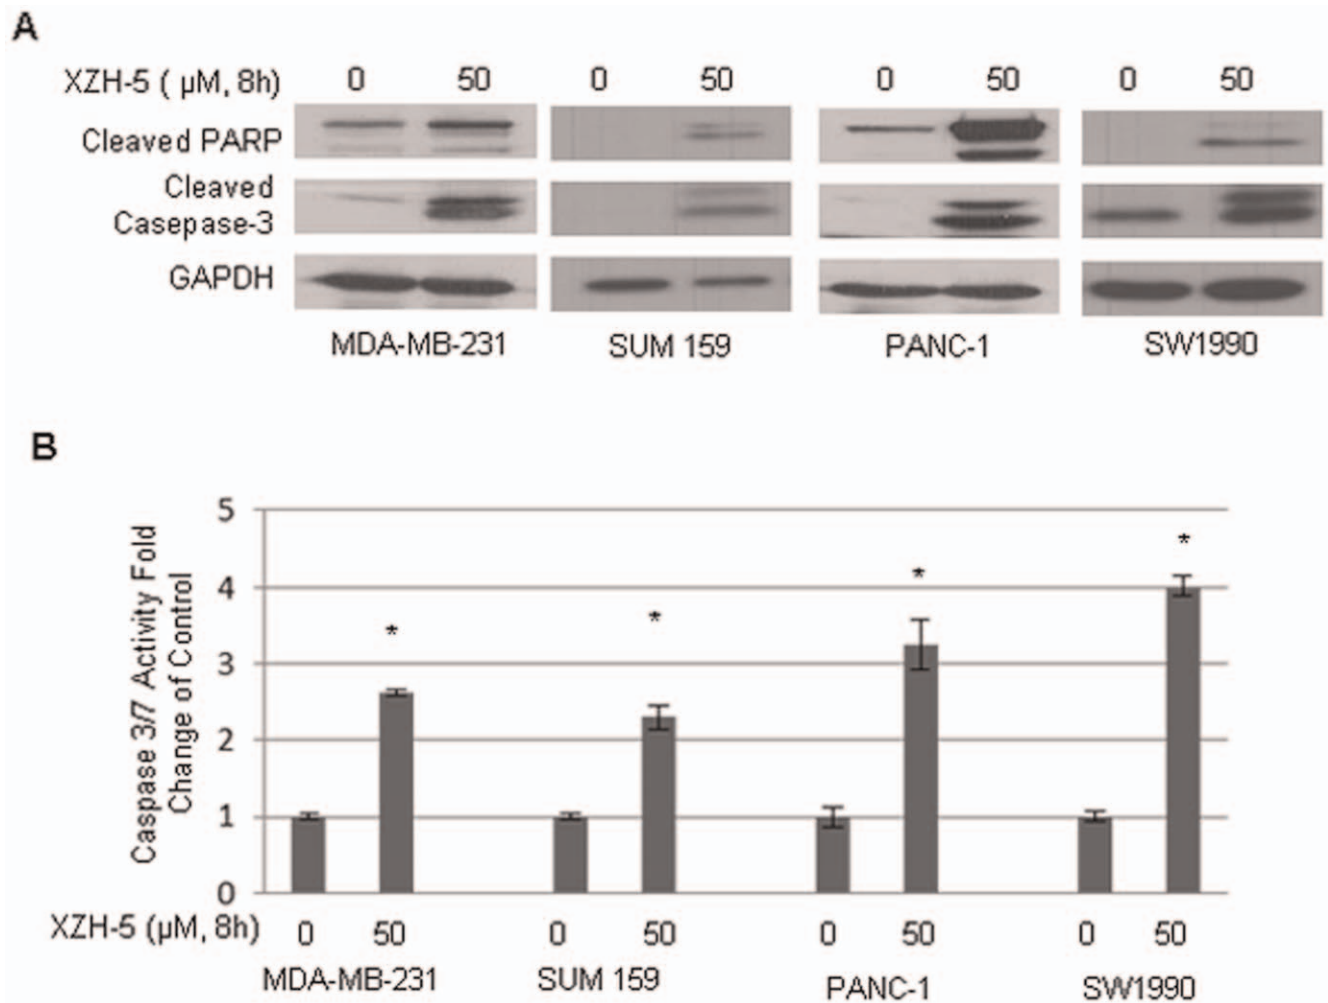 A
XZH-5 ( µM, 8h) 0 50 0 50 0 50 0 50
Cleaved PARP
Cleaved
Casepase-3
GAPDH
MDA-MB-231 SUM 159 PANC-1 SW1990
B
Caspase 3/7 Activity Fold
Change of Control
5
4
3
2
1
0
* * * *
XZH-5 (µM, 8h) 0 50 0 50 0 50 0 50
MDA-MB-231 SUM 159 PANC-1 SW1990